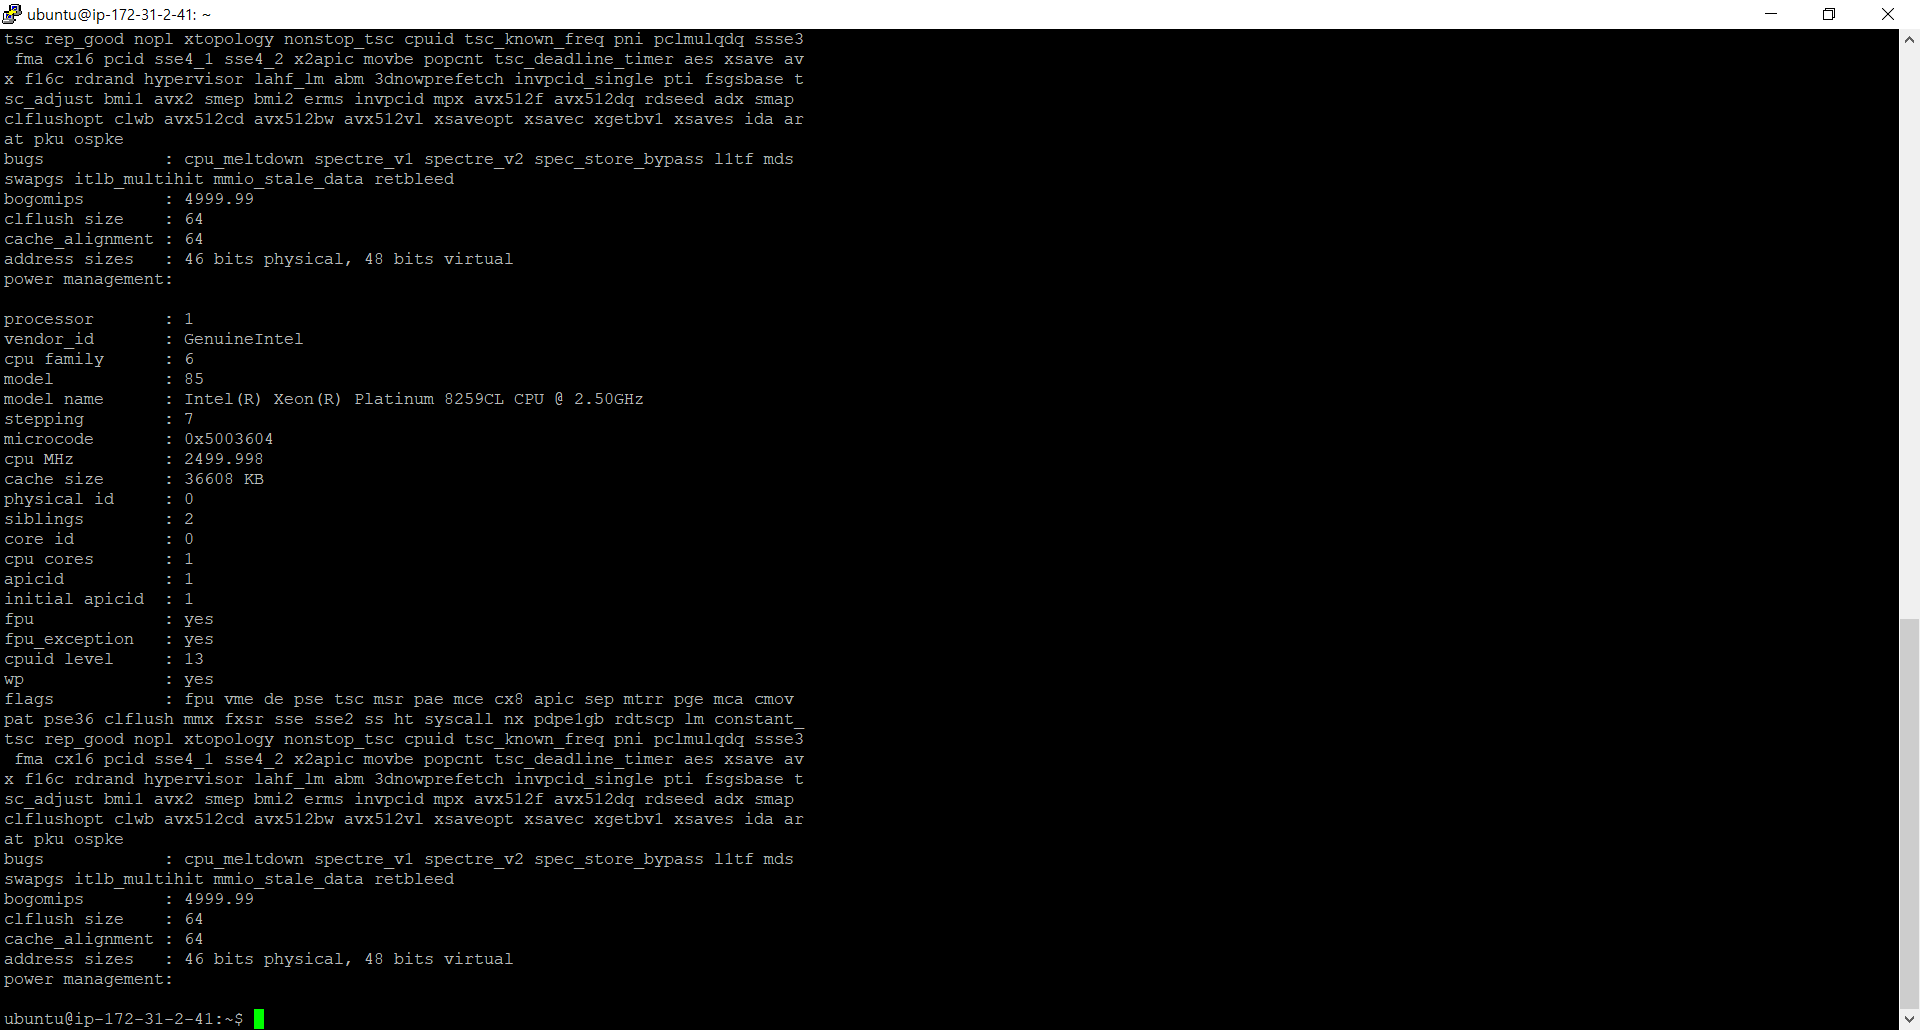 ubuntu@ip-172-31-2-41: ~
tsc rep_good nopl xtopology nonstop_tsc cpuid tsc_known_freq pni pclmulqdq ssse3
 fma cx16 pcid sse4_1 sse4_2 x2apic movbe popcnt tsc_deadline_timer aes xsave av
x f16c rdrand hypervisor lahf_lm abm 3dnowprefetch invpcid_single pti fsgsbase t
sc_adjust bmi1 avx2 smep bmi2 erms invpcid mpx avx512f avx512dq rdseed adx smap
clflushopt clwb avx512cd avx512bw avx512vl xsaveopt xsavec xgetbv1 xsaves ida ar
at pku ospke
bugs            : cpu_meltdown spectre_v1 spectre_v2 spec_store_bypass l1tf mds
swapgs itlb_multihit mmio_stale_data retbleed
bogomips        : 4999.99
clflush size    : 64
cache_alignment : 64
address sizes   : 46 bits physical, 48 bits virtual
power management:

processor       : 1
vendor_id       : GenuineIntel
cpu family      : 6
model           : 85
model name      : Intel(R) Xeon(R) Platinum 8259CL CPU @ 2.50GHz
stepping        : 7
microcode       : 0x5003604
cpu MHz         : 2499.998
cache size      : 36608 KB
physical id     : 0
siblings        : 2
core id         : 0
cpu cores       : 1
apicid          : 1
initial apicid  : 1
fpu             : yes
fpu_exception   : yes
cpuid level     : 13
wp              : yes
flags           : fpu vme de pse tsc msr pae mce cx8 apic sep mtrr pge mca cmov
pat pse36 clflush mmx fxsr sse sse2 ss ht syscall nx pdpe1gb rdtscp lm constant_
tsc rep_good nopl xtopology nonstop_tsc cpuid tsc_known_freq pni pclmulqdq ssse3
 fma cx16 pcid sse4_1 sse4_2 x2apic movbe popcnt tsc_deadline_timer aes xsave av
x f16c rdrand hypervisor lahf_lm abm 3dnowprefetch invpcid_single pti fsgsbase t
sc_adjust bmi1 avx2 smep bmi2 erms invpcid mpx avx512f avx512dq rdseed adx smap
clflushopt clwb avx512cd avx512bw avx512vl xsaveopt xsavec xgetbv1 xsaves ida ar
at pku ospke
bugs            : cpu_meltdown spectre_v1 spectre_v2 spec_store_bypass l1tf mds
swapgs itlb_multihit mmio_stale_data retbleed
bogomips        : 4999.99
clflush size    : 64
cache_alignment : 64
address sizes   : 46 bits physical, 48 bits virtual
power management:

ubuntu@ip-172-31-2-41:~$